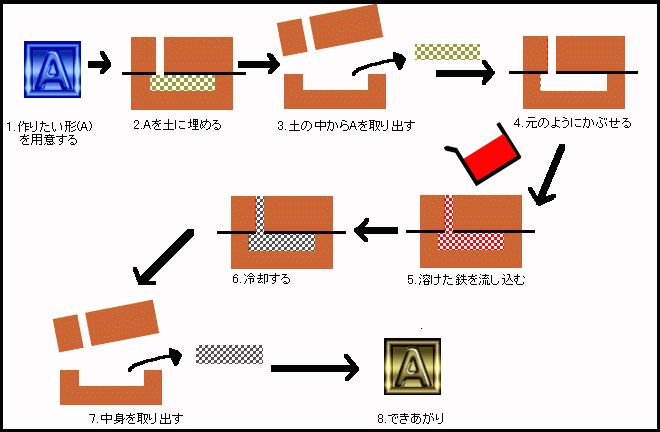 A
1.作りたい形(A)
を用意する
2.Aを土に埋める
3.土の中からAを取り出す
4.元のようにかぶせる
5.溶けた鉄を流し込む
6.冷却する
7.中身を取り出す
A
8.できあがり